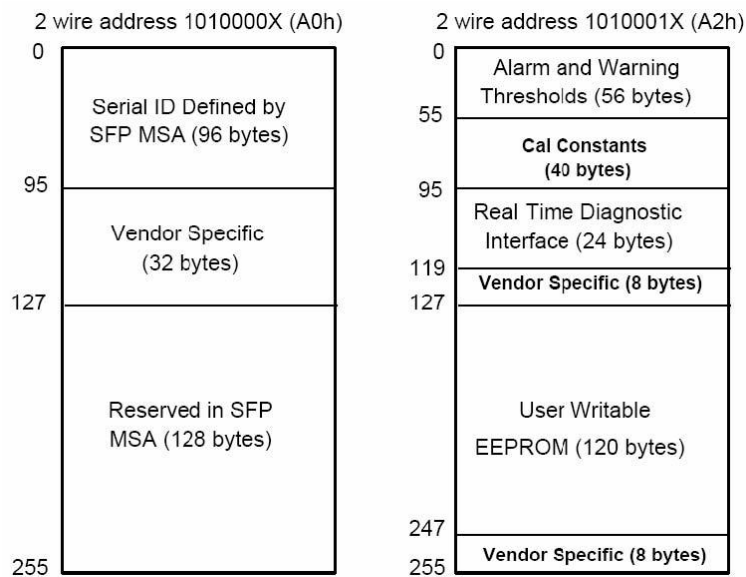 2 wire address 1010000X (A0h)
0
Serial ID Defined by
SFP MSA (96 bytes)
95
Vendor Specific
(32 bytes)
127
Reserved in SFP
MSA (128 bytes)
255
2 wire address 1010001X (A2h)
0
Alarm and Warning
Thresholds (56 bytes)
55
Cal Constants
(40 bytes)
95
Real Time Diagnostic
Interface (24 bytes)
119
Vendor Specific (8 bytes)
127
User Writable
EEPROM (120 bytes)
247
Vendor Specific (8 bytes)
255